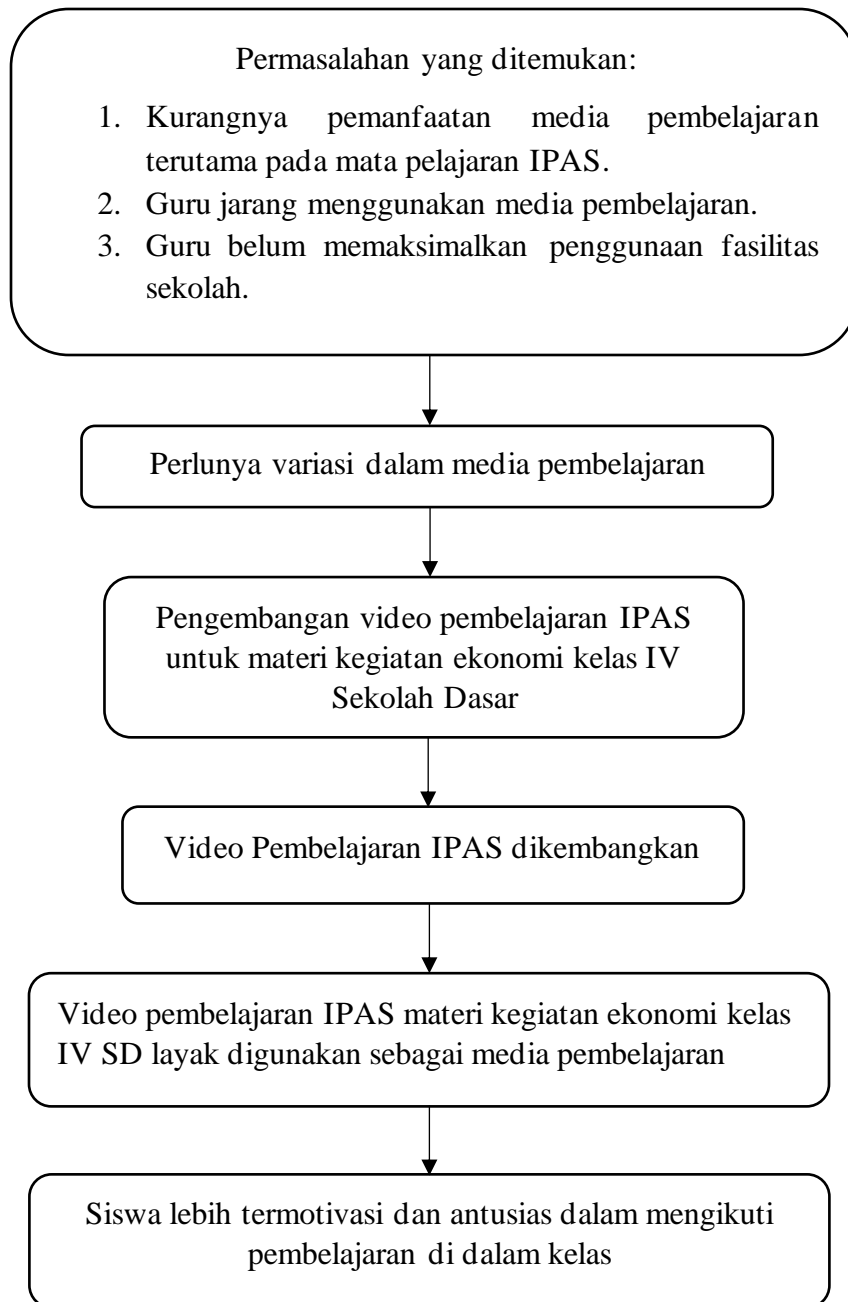 Permasalahan yang ditemukan:
1. Kurangnya pemanfaatan media pembelajaran
terutama pada mata pelajaran IPAS.
2. Guru jarang menggunakan media pembelajaran.
3. Guru belum memaksimalkan penggunaan fasilitas
sekolah.
Perlunya variasi dalam media pembelajaran
Pengembangan video pembelajaran IPAS
untuk materi kegiatan ekonomi kelas IV
Sekolah Dasar
Video Pembelajaran IPAS dikembangkan
Video pembelajaran IPAS materi kegiatan ekonomi kelas
IV SD layak digunakan sebagai media pembelajaran
Siswa lebih termotivasi dan antusias dalam mengikuti
pembelajaran di dalam kelas